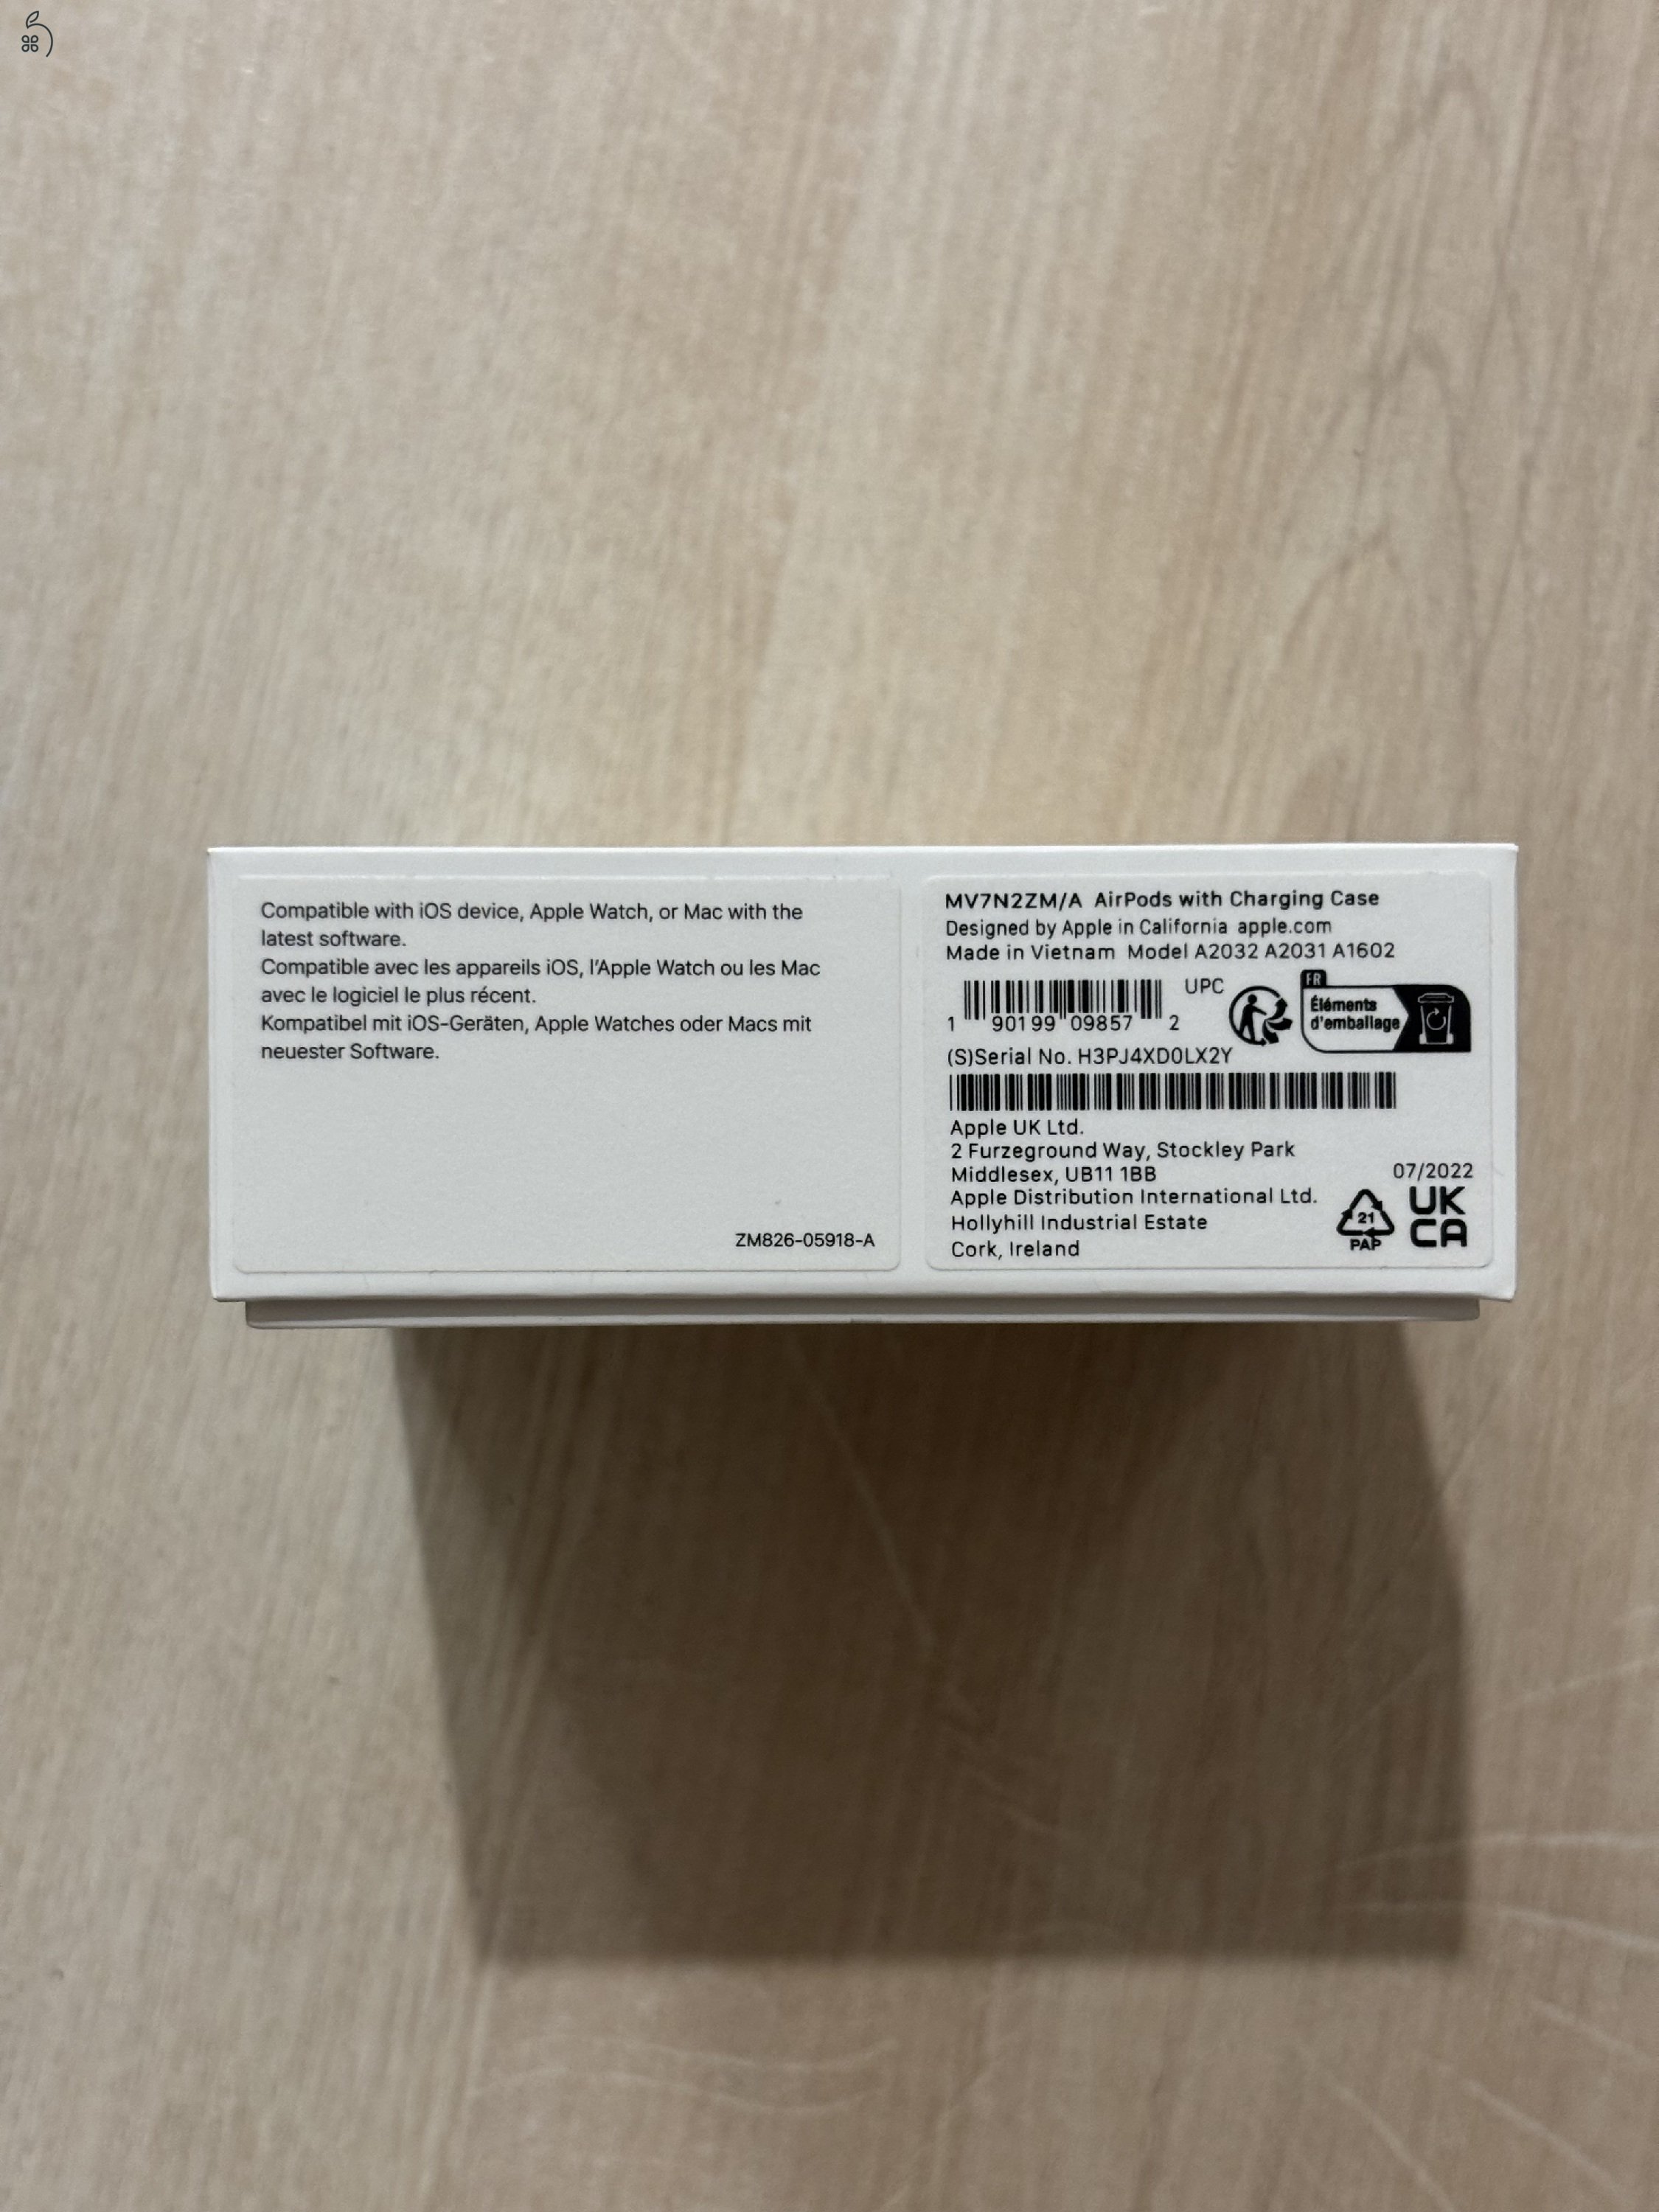 Compatible with iOS device, Apple Watch, or Mac with the
latest software.
Compatible avec les appareils iOS, l'Apple Watch ou les Mac
avec le logiciel le plus récent.
Kompatibel mit iOS-Geräten, Apple Watches oder Macs mit
neuester Software.
ZM826-05918-A
MV7N2ZM/A AirPods with Charging Case
Designed by Apple in California apple.com
Made in Vietnam Model A2032 A2031 A1602
UPC
1 90199 09857 2
FR
Éléments
d'emballage
(S)Serial No. H3PJ4XD0LX2Y
Apple UK Ltd.
2 Furzeground Way, Stockley Park
Middlesex, UB11 1BB
Apple Distribution International Ltd.
Hollyhill Industrial Estate
Cork, Ireland
07/2022
21
PAP
UK
CA